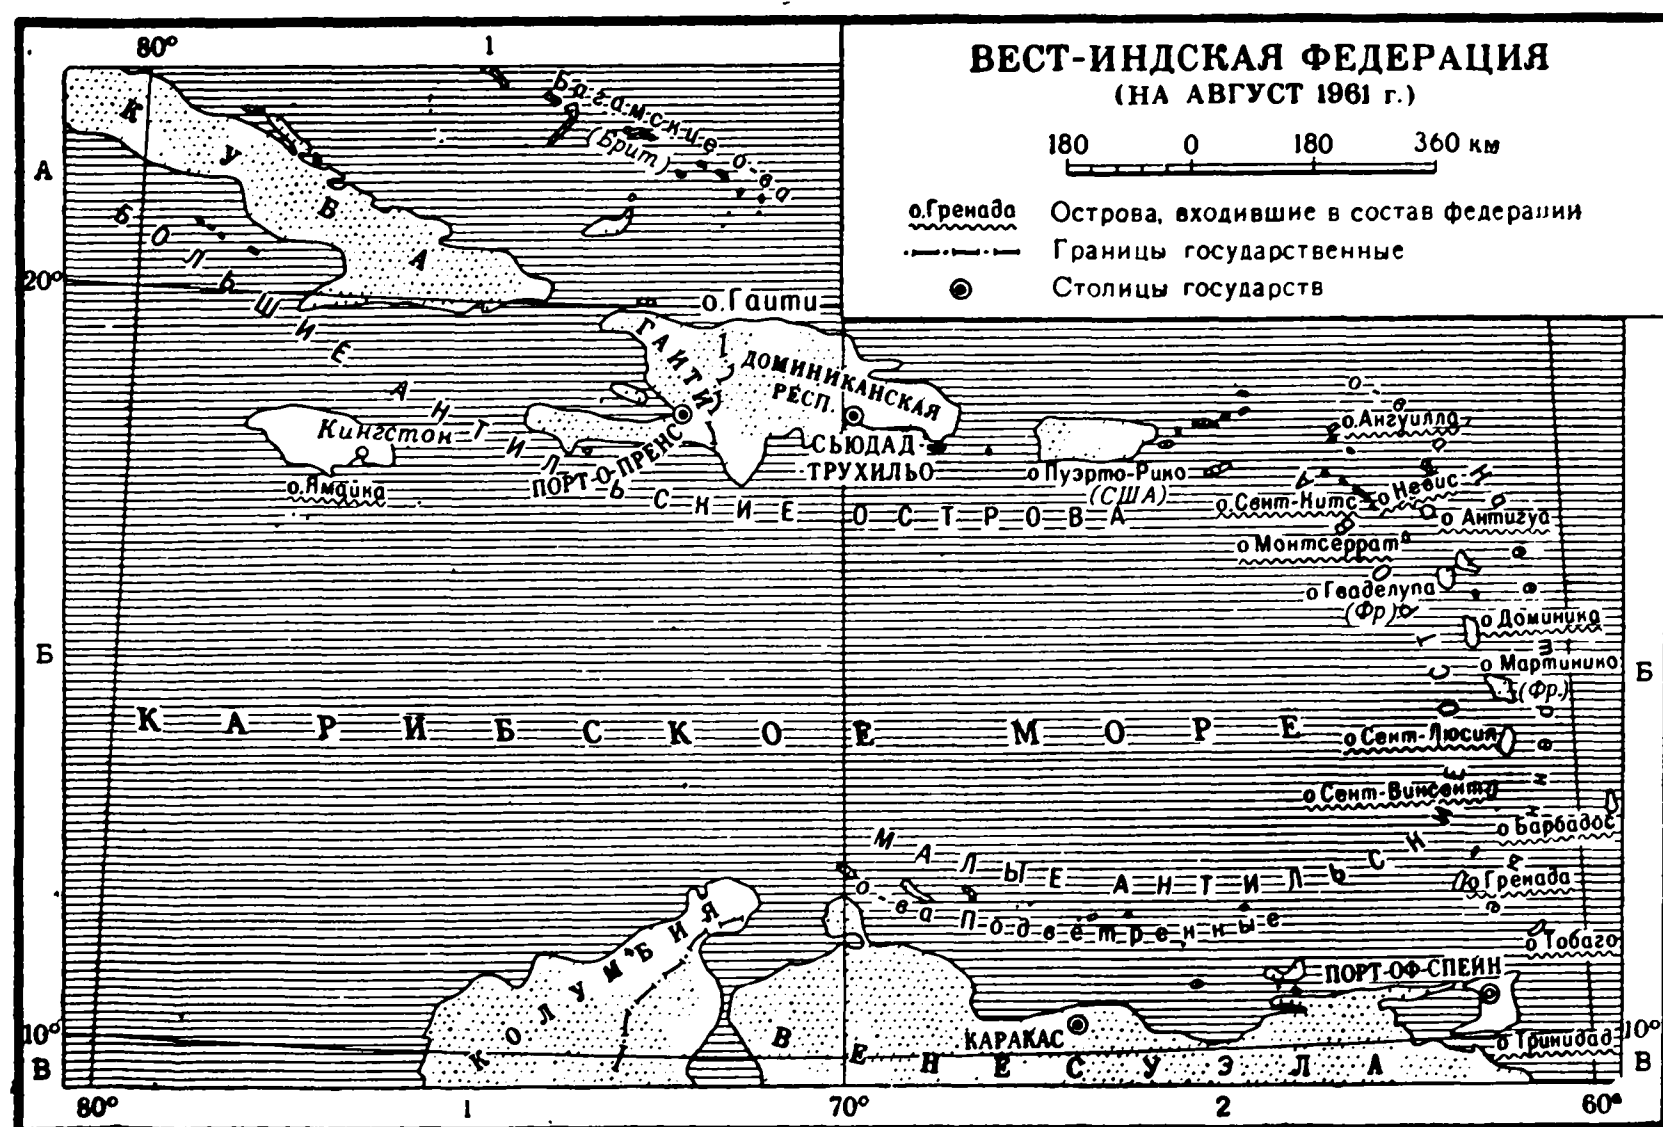 ВЕСТ-ИНДСКАЯ ФЕДЕРАЦИЯ
(НА АВГУСТ 1961 г.)
180 0 180 360 км
о.Гренада Острова, входившие в состав федерации
Границы государственные
Столицы государств
80° 1
А
20°
Б
10°
В
Б
10°
В
80° 1 70° 2 60°
КУБА
Багамские о-ва
(Брит)
БОЛЬШИЕ АНТИЛЬСКИЕ ОСТРОВА
о.Гаити
ГАИТИ
ДОМИНИКАНСКАЯ
РЕСП.
ПОРТ-О-ПРЕНС
СЬЮДАД-
ТРУХИЛЬО
Кингстон
о.Ямайка
о Пуэрто-Рико
(США)
о-ва Наветренные
о.Ангуилла
о.Сент-Китс
о Невис
о Антигуа
о Монтсеррат
о Гваделупа
(Фр)
о Доминика
о Мартинико
(Фр.)
КАРИБСКОЕ МОРЕ
о Сент-Люсия
о Сент-Винсент
о Барбадос
МАЛЫЕ АНТИЛЬСКИЕ
о-ва Подветренные
о Гренада
о Тобаго
ПОРТ-ОФ-СПЕЙН
о Тринидад
КОЛУМБИЯ
КАРАКАС
ВЕНЕСУЭЛА